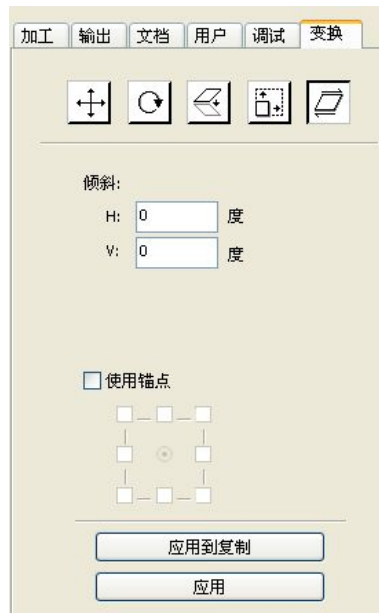 加工 输出 文档 用户 调试 变换
倾斜:
H: 0 度
V: 0 度
使用锚点
应用到复制
应用